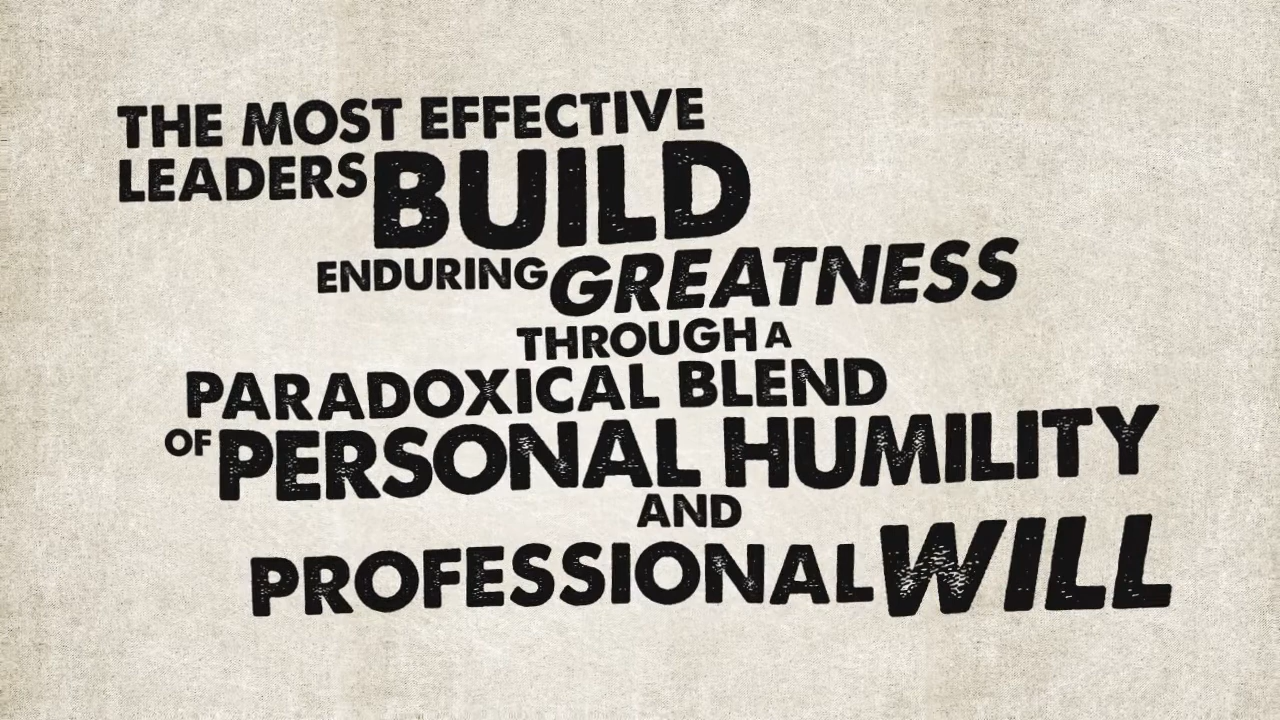 THE MOST EFFECTIVE
LEADERS BUILD
ENDURING GREATNESS
THROUGH A
PARADOXICAL BLEND
OF PERSONAL HUMILITY
AND
PROFESSIONAL WILL